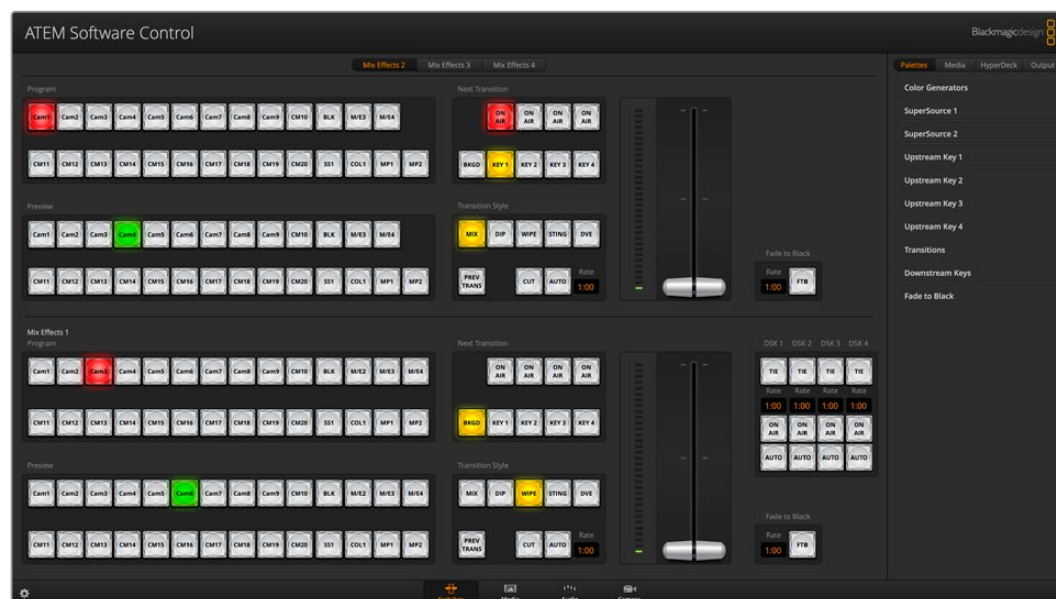 ATEM Software Control
Blackmagicdesign
Mix Effects 2 Mix Effects 3 Mix Effects 4
Palettes Media HyperDeck Output
Program
Next Transition
Cam1 Cam2 Cam3 Cam4 Cam5 Cam6 Cam7 Cam8 Cam9 CM10 BLK M/E3 M/E4
ON AIR ON AIR ON AIR ON AIR
CM11 CM12 CM13 CM14 CM15 CM16 CM17 CM18 CM19 CM20 SS1 COL1 MP1 MP2
BKGD KEY 1 KEY 2 KEY 3 KEY 4
Preview
Transition Style
Cam1 Cam2 Cam3 Cam4 Cam5 Cam6 Cam7 Cam8 Cam9 CM10 BLK M/E3 M/E4
MIX DIP WIPE STING DVE
CM11 CM12 CM13 CM14 CM15 CM16 CM17 CM18 CM19 CM20 SS1 COL1 MP1 MP2
PREV TRANS CUT AUTO
Rate
1:00
Fade to Black
Rate
1:00 FTB
Color Generators
SuperSource 1
SuperSource 2
Upstream Key 1
Upstream Key 2
Upstream Key 3
Upstream Key 4
Transitions
Downstream Keys
Fade to Black
Mix Effects 1
Program
Next Transition
Cam1 Cam2 Cam3 Cam4 Cam5 Cam6 Cam7 Cam8 Cam9 CM10 BLK M/E2 M/E3 M/E4
ON AIR ON AIR ON AIR ON AIR
CM11 CM12 CM13 CM14 CM15 CM16 CM17 CM18 CM19 CM20 SS1 COL1 MP1 MP2
BKGD KEY 1 KEY 2 KEY 3 KEY 4
Preview
Transition Style
Cam1 Cam2 Cam3 Cam4 Cam5 Cam6 Cam7 Cam8 Cam9 CM10 BLK M/E2 M/E3 M/E4
MIX DIP WIPE STING DVE
CM11 CM12 CM13 CM14 CM15 CM16 CM17 CM18 CM19 CM20 SS1 COL1 MP1 MP2
PREV TRANS CUT AUTO
Rate
1:00
DSK 1 DSK 2 DSK 3 DSK 4
TIE TIE TIE TIE
Rate Rate Rate Rate
1:00 1:00 1:00 1:00
ON AIR ON AIR ON AIR ON AIR
AUTO AUTO AUTO AUTO
Fade to Black
Rate
1:00 FTB
Switcher Media Audio Camera